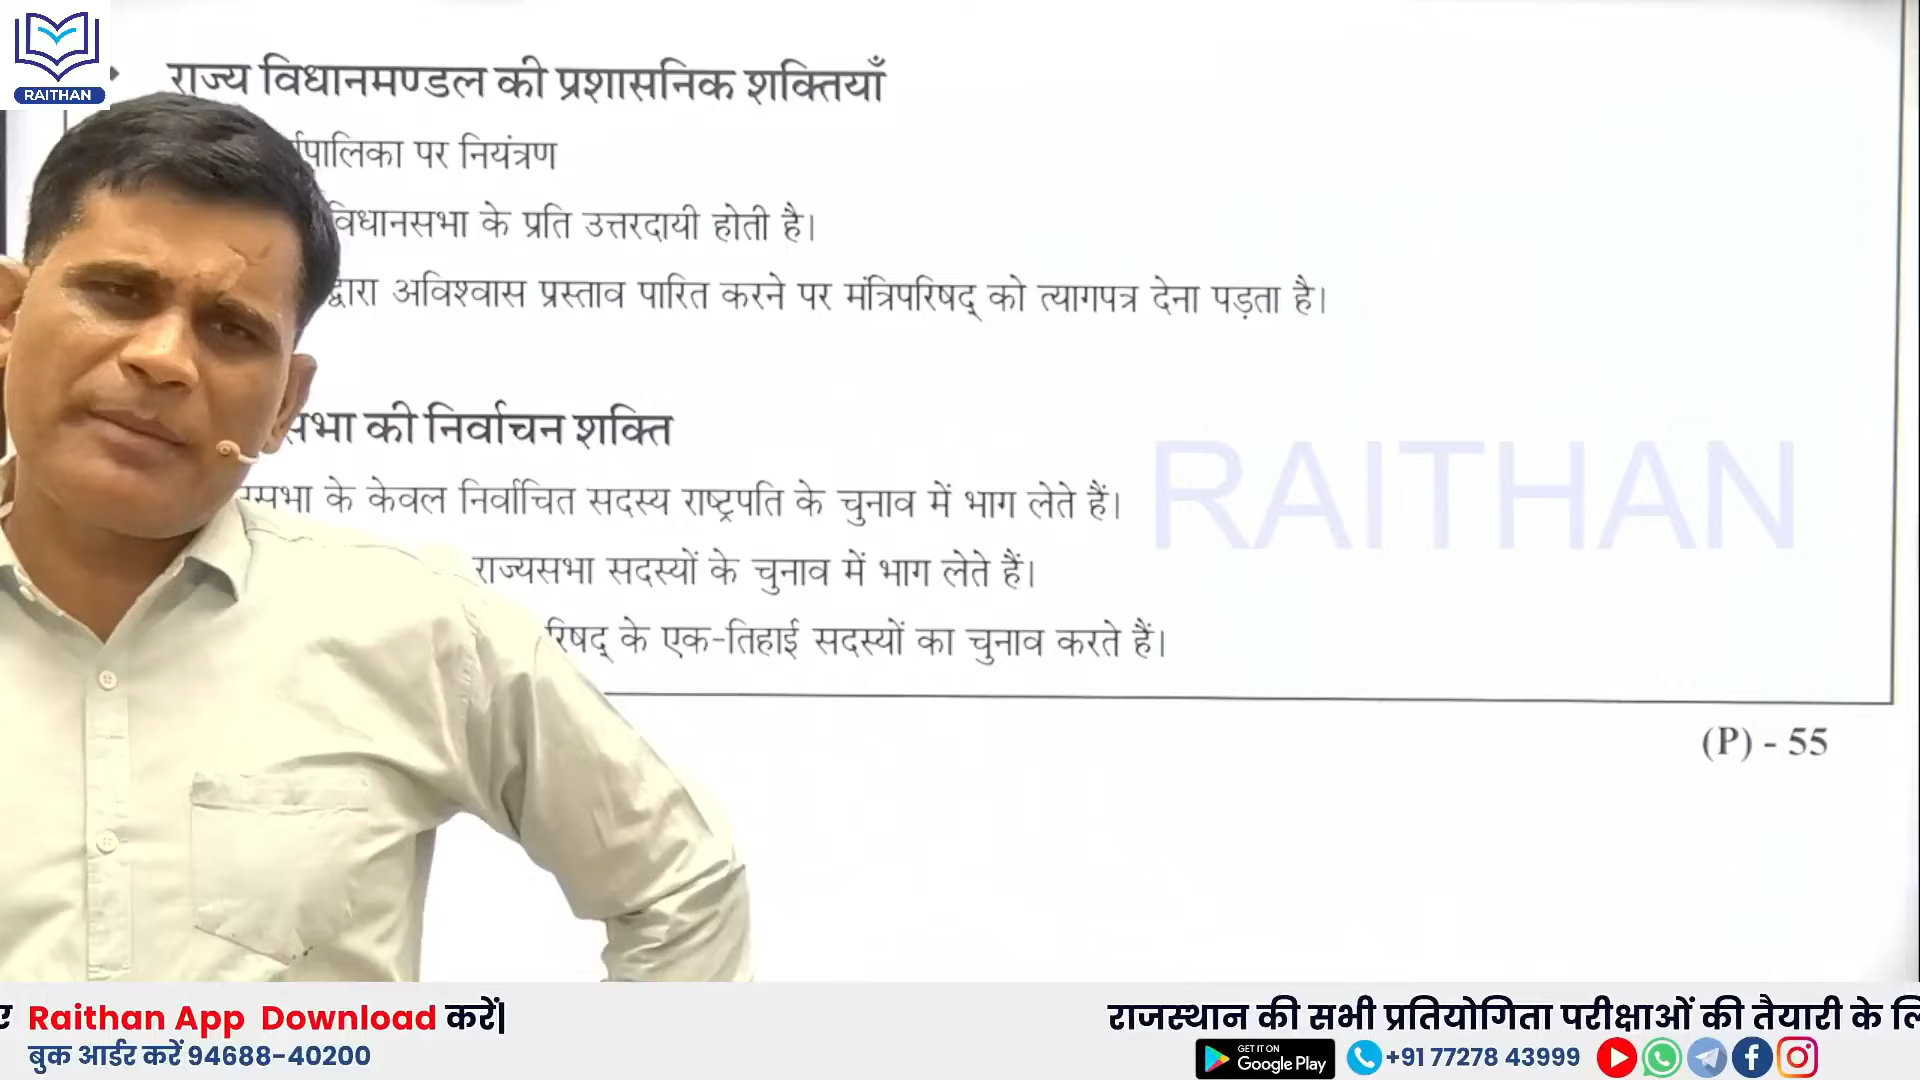 RAITHAN
राज्य विधानमण्डल की प्रशासनिक शक्तियाँ
पर नियंत्रण
विधानसभा के प्रति उत्तरदायी होती है।
द्वारा अविश्वास प्रस्ताव पारित करने पर मंत्रिपरिषद् को त्यागपत्र देना पड़ता है।
की निर्वाचन शक्ति
के केवल निर्वाचित सदस्य राष्ट्रपति के चुनाव में भाग लेते हैं।
RAITHAN
राज्यसभा सदस्यों के चुनाव में भाग लेते हैं।
के एक-तिहाई सदस्यों का चुनाव करते हैं।
(P) - 55
Raithan App Download करें|
राजस्थान की सभी प्रतियोगिता परीक्षाओं की तैयारी के
बुक आर्डर करें 94688-40200
GET IT ON
Google Play
+91 77278 43999